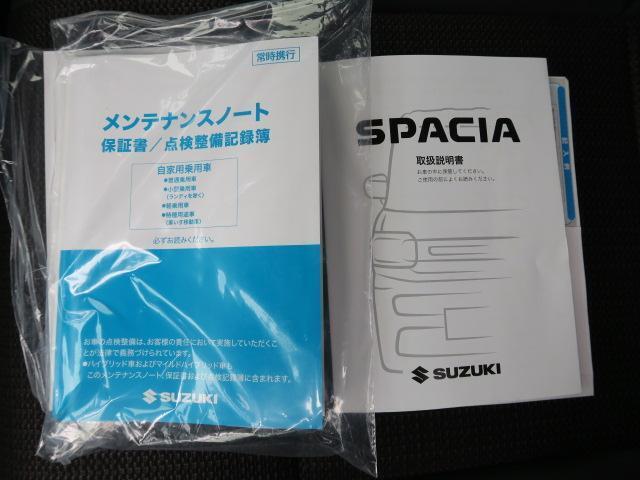 常時携行
メンテナンスノート
保証書/点検整備記録簿
自家用乗用車
●普通乗用車
●小型乗用車
(ランディを除く)
●軽乗用車
●特種用途車
(車いす移動車)
必ずお読みください。
お車の点検整備は、お客様の責任において実施していただくこ
とが法律で義務づけられています。
●ハイブリッド車およびマイルドハイブリッド車も
このメンテナンスノート、保証書および点検記録簿に含まれます。
SUZUKI
SPACIA
取扱説明書
お車の中に保管してください。
ご使用の前によくお読みください。
SUZUKI
記入例